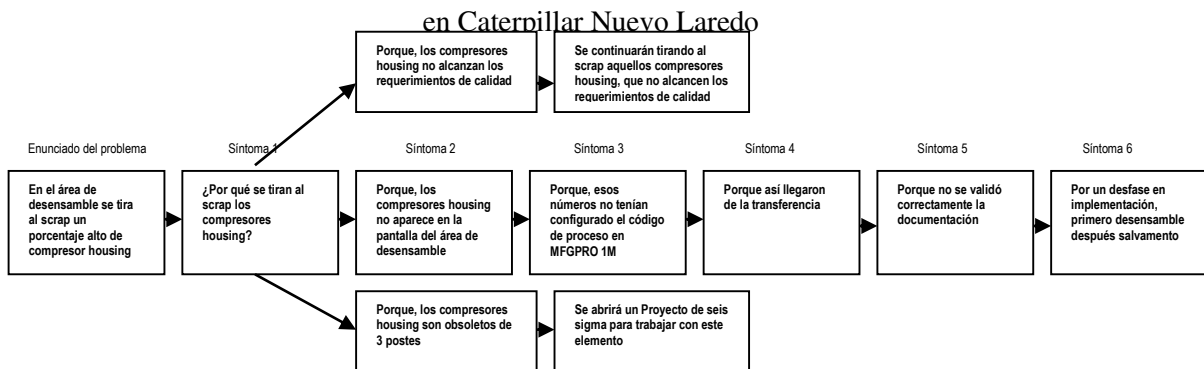 en Caterpillar Nuevo Laredo
Porque, los compresores
housing no alcanzan los
requerimientos de calidad
Se continuarán tirando al
scrap aquellos compresores
housing, que no alcancen los
requerimientos de calidad
Enunciado del problema
Síntoma 1
Síntoma 2
Síntoma 3
Síntoma 4
Síntoma 5
Síntoma 6
En el área de
desensamble se tira
al scrap un
porcentaje alto de
compresor housing
¿Por qué se tiran al
scrap los
compresores
housing?
Porque, los
compresores housing
no aparece en la
pantalla del área de
desensamble
Porque, esos
números no tenían
configurado el código
de proceso en
MFGPRO 1M
Porque así llegaron
de la transferencia
Porque no se validó
correctamente la
documentación
Por un desfase en
implementación,
primero desensamble
después salvamento
Porque, los compresores
housing son obsoletos de
3 postes
Se abrirá un Proyecto de seis
sigma para trabajar con este
elemento